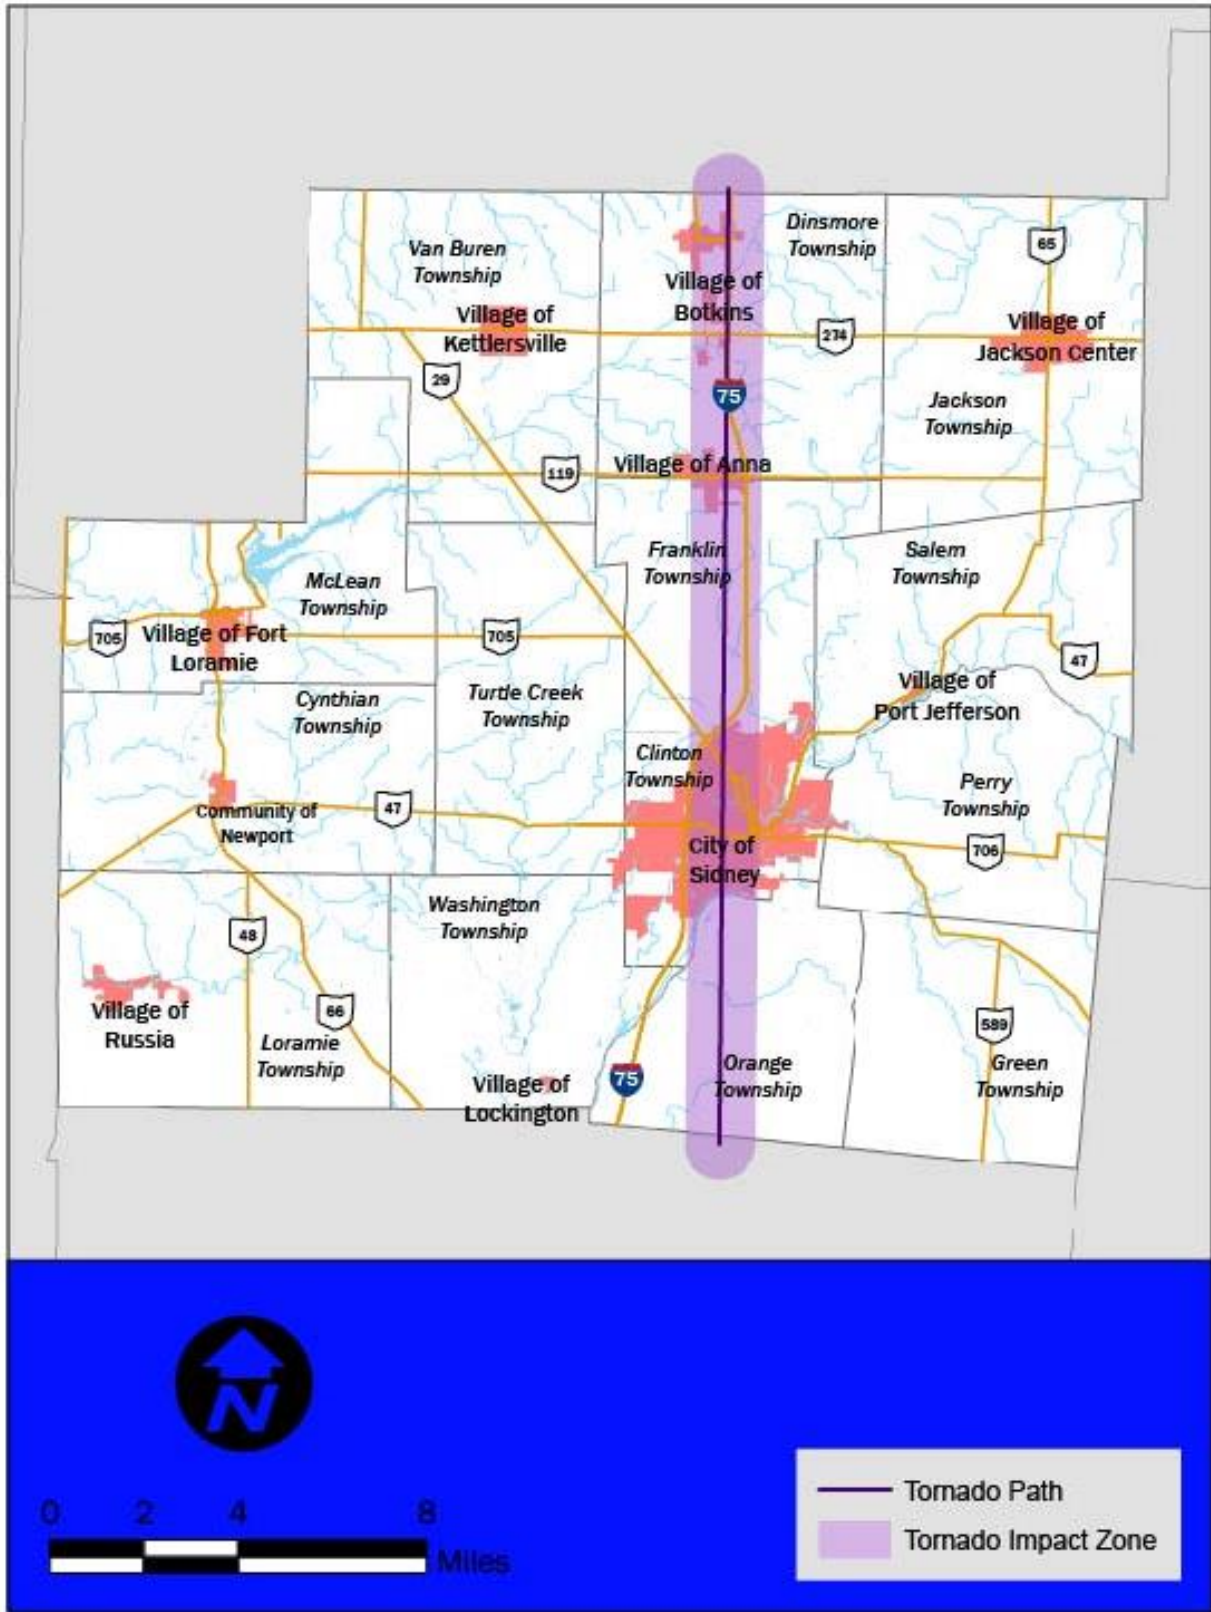 Dinsmore
Township
Van Buren
Township
65
Village of
Botkins
Village of
Kettlersville
274
Village of
Jackson Center
29
75
Jackson
Township
Village of Anna
119
Franklin
Township
Salem
Township
McLean
Township
705
Village of Fort
Loramie
705
47
Turtle Creek
Township
Cynthian
Township
Village of
Port Jefferson
Clinton
Township
Perry
Township
47
Community of
Newport
City of
Sidney
706
Washington
Township
48
Village of
Russia
66
Loramie
Township
589
Village of
Lockington
75
Orange
Township
Green
Township
N
0 2 4 8
Miles
Tornado Path
Tornado Impact Zone